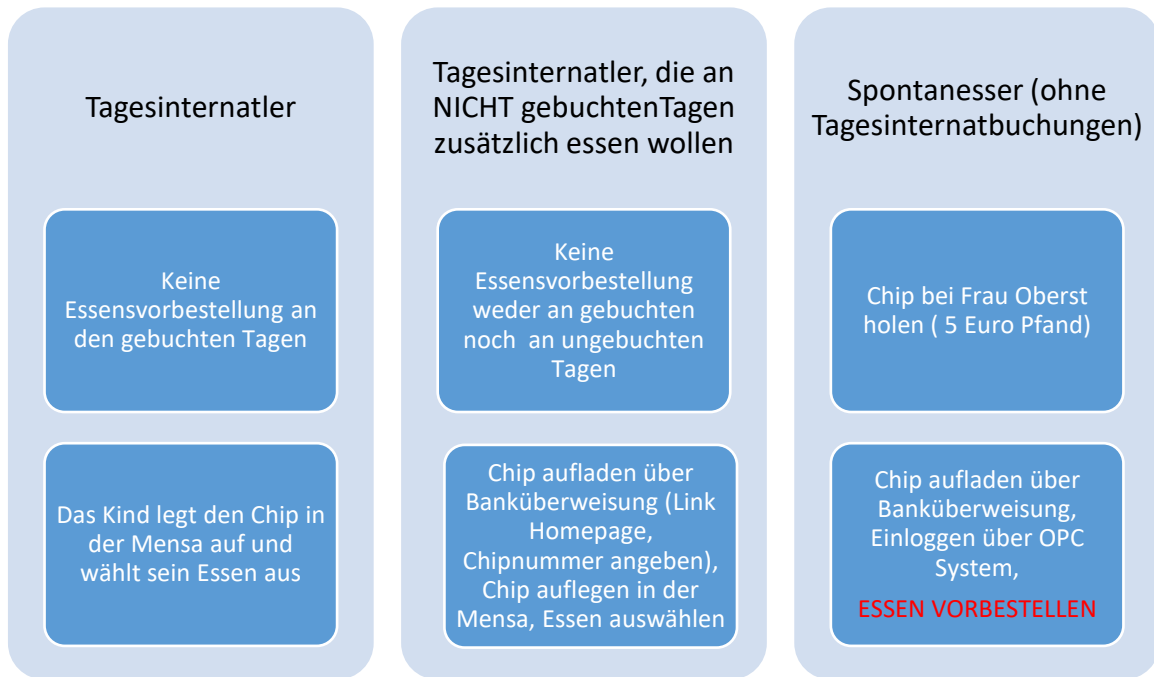 Tagesinternatler
Keine
Essensvorbestellung an
den gebuchten Tagen
Das Kind legt den Chip in
der Mensa auf und
wählt sein Essen aus
Tagesinternatler, die an
NICHT gebuchtenTagen
zusätzlich essen wollen
Keine
Essensvorbestellung
weder an gebuchten
noch an ungebuchten
Tagen
Chip aufladen über
Banküberweisung (Link
Homepage,
Chipnummer angeben),
Chip auflegen in der
Mensa, Essen auswählen
Spontanesser (ohne
Tagesinternatbuchungen)
Chip bei Frau Oberst
holen ( 5 Euro Pfand)
Chip aufladen über
Banküberweisung,
Einloggen über OPC
System,
ESSEN VORBESTELLEN